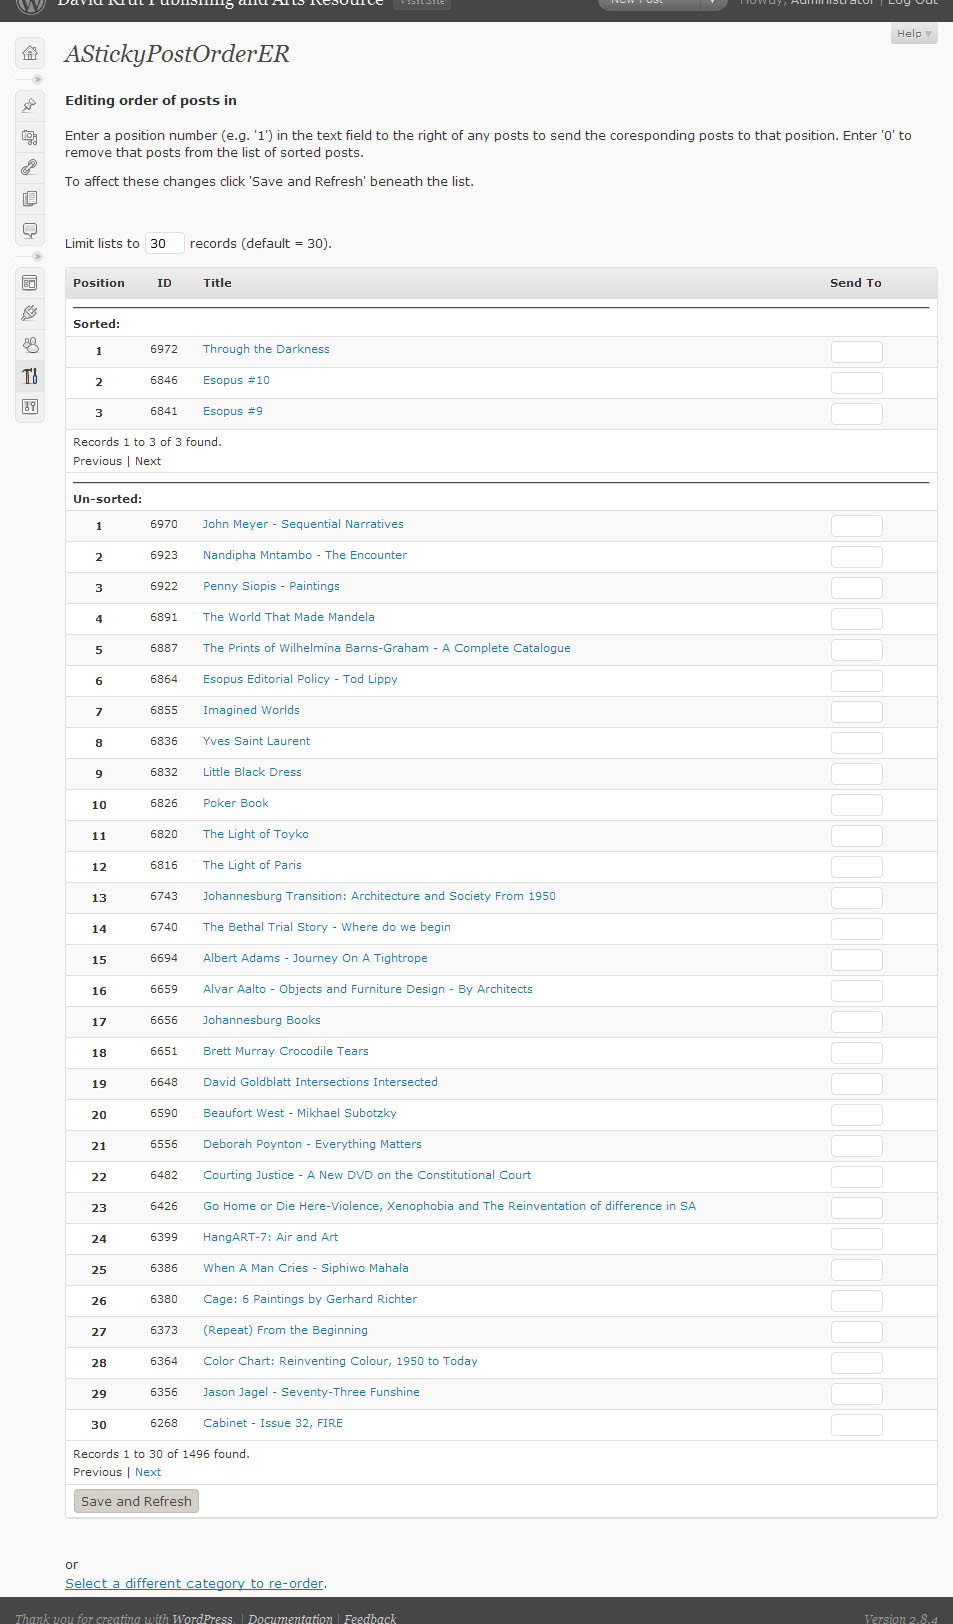 David Krut Publishing and Arts Resource Visit Site New Post Howdy, Administrator | Log Out
Help
AStickyPostOrderER
Editing order of posts in
Enter a position number (e.g. '1') in the text field to the right of any posts to send the coresponding posts to that position. Enter '0' to
remove that posts from the list of sorted posts.
To affect these changes click 'Save and Refresh' beneath the list.
Limit lists to 30 records (default = 30).
Position ID Title Send To
Sorted:
1 6972 Through the Darkness
2 6846 Esopus #10
3 6841 Esopus #9
Records 1 to 3 of 3 found.
Previous | Next
Un-sorted:
1 6970 John Meyer - Sequential Narratives
2 6923 Nandipha Mntambo - The Encounter
3 6922 Penny Siopis - Paintings
4 6891 The World That Made Mandela
5 6887 The Prints of Wilhelmina Barns-Graham - A Complete Catalogue
6 6864 Esopus Editorial Policy - Tod Lippy
7 6855 Imagined Worlds
8 6836 Yves Saint Laurent
9 6832 Little Black Dress
10 6826 Poker Book
11 6820 The Light of Toyko
12 6816 The Light of Paris
13 6743 Johannesburg Transition: Architecture and Society From 1950
14 6740 The Bethal Trial Story - Where do we begin
15 6694 Albert Adams - Journey On A Tightrope
16 6659 Alvar Aalto - Objects and Furniture Design - By Architects
17 6656 Johannesburg Books
18 6651 Brett Murray Crocodile Tears
19 6648 David Goldblatt Intersections Intersected
20 6590 Beaufort West - Mikhael Subotzky
21 6556 Deborah Poynton - Everything Matters
22 6482 Courting Justice - A New DVD on the Constitutional Court
23 6426 Go Home or Die Here-Violence, Xenophobia and The Reinventation of difference in SA
24 6399 HangART-7: Air and Art
25 6386 When A Man Cries - Siphiwo Mahala
26 6380 Cage: 6 Paintings by Gerhard Richter
27 6373 (Repeat) From the Beginning
28 6364 Color Chart: Reinventing Colour, 1950 to Today
29 6356 Jason Jagel - Seventy-Three Funshine
30 6268 Cabinet - Issue 32, FIRE
Records 1 to 30 of 1496 found.
Previous | Next
Save and Refresh
or
Select a different category to re-order.
Thank you for creating with WordPress. | Documentation | Feedback Version 2.8.4